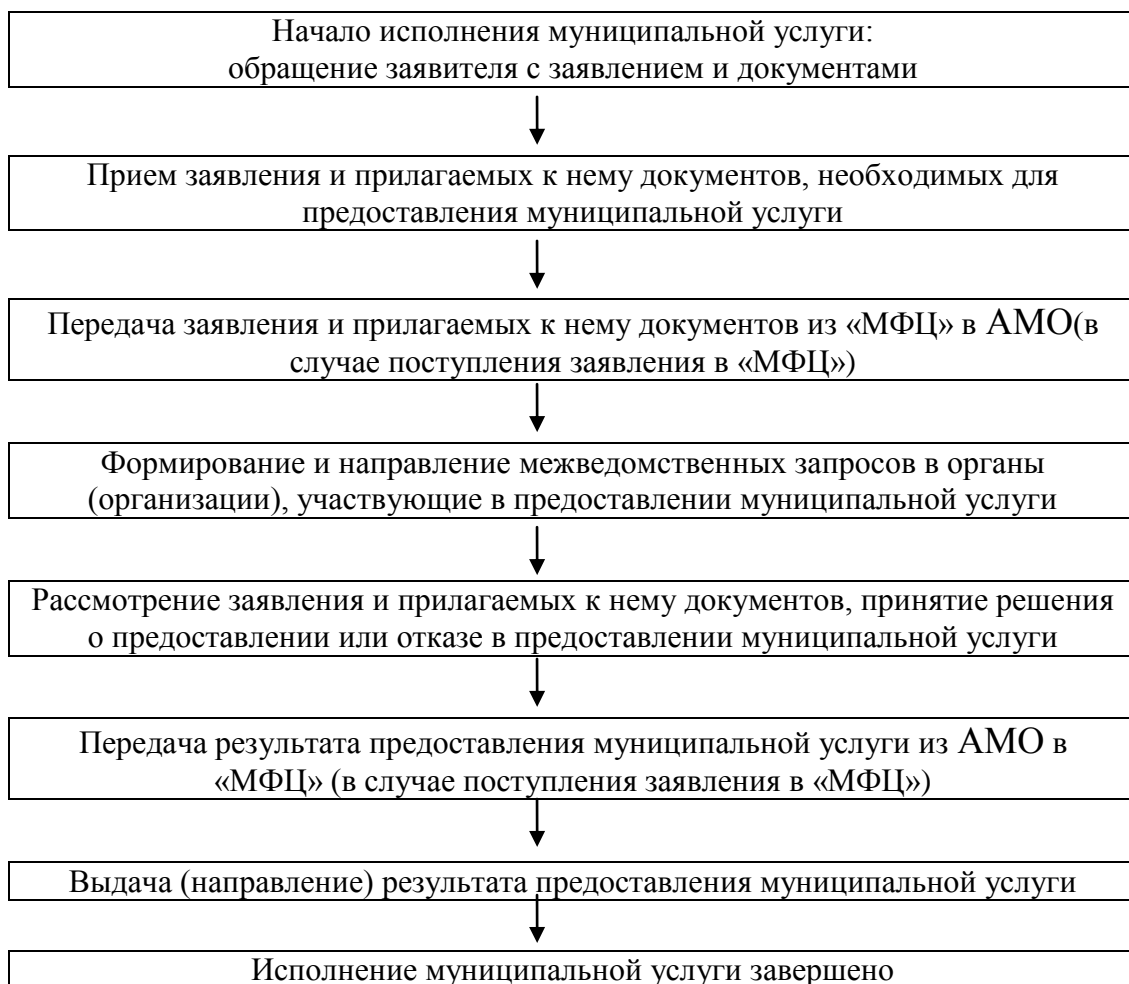 Начало исполнения муниципальной услуги:
обращение заявителя с заявлением и документами
Прием заявления и прилагаемых к нему документов, необходимых для
предоставления муниципальной услуги
Передача заявления и прилагаемых к нему документов из «МФЦ» в АМО(в
случае поступления заявления в «МФЦ»)
Формирование и направление межведомственных запросов в органы
(организации), участвующие в предоставлении муниципальной услуги
Рассмотрение заявления и прилагаемых к нему документов, принятие решения
о предоставлении или отказе в предоставлении муниципальной услуги
Передача результата предоставления муниципальной услуги из АМО в
«МФЦ» (в случае поступления заявления в «МФЦ»)
Выдача (направление) результата предоставления муниципальной услуги
Исполнение муниципальной услуги завершено